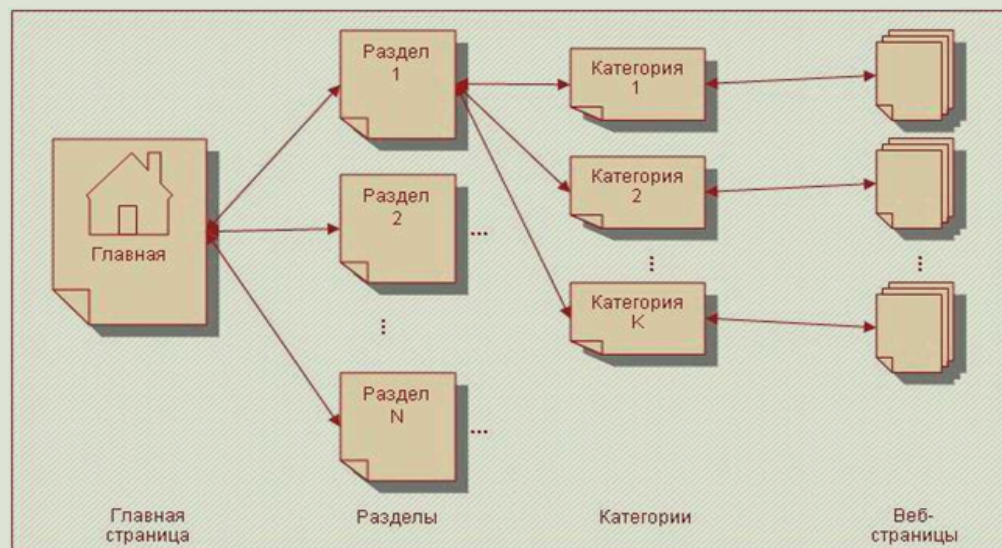 Главная
Раздел
1
Раздел
2
...
...
Раздел
N
...
Категория
1
Категория
2
...
Категория
K
...
Главная
страница
Разделы
Категории
Веб-
страницы